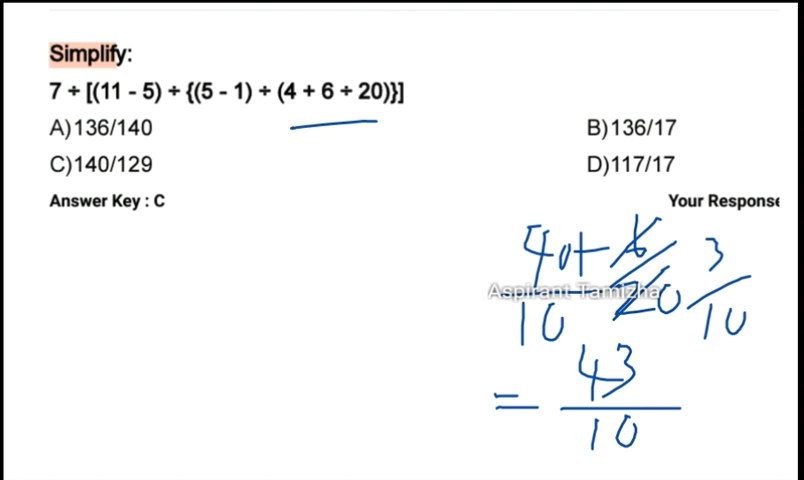 Simplify:
7 ÷ [(11 - 5) ÷ {(5 - 1) ÷ (4 + 6 ÷ 20)}]
A)136/140
B)136/17
C)140/129
D)117/17
Answer Key : C
Your Response
40+ 6/20 3/10
Aspirant Tamizha
10
= 43/10